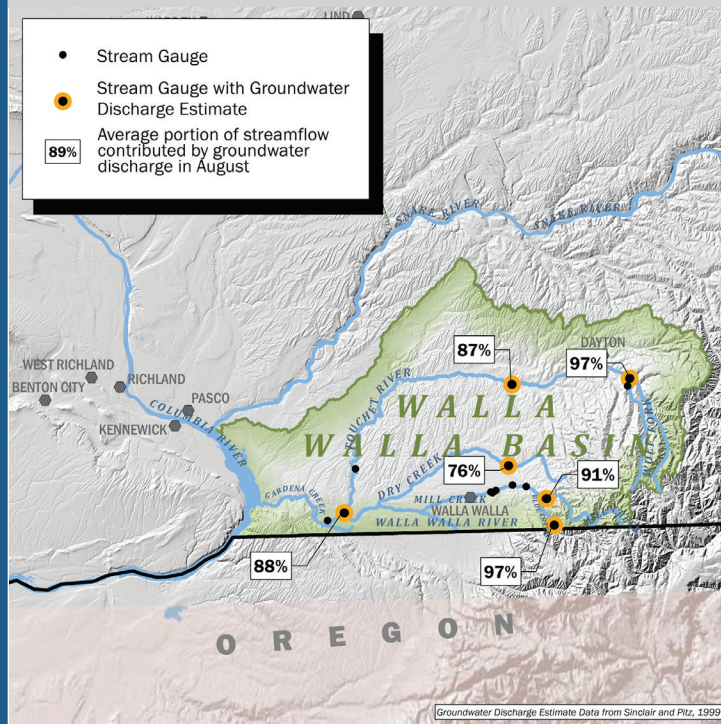 LIND
Stream Gauge
Stream Gauge with Groundwater
Discharge Estimate
89%
Average portion of streamflow
contributed by groundwater
discharge in August
SNAKE RIVER
SNAKE RIVER
DAYTON
87%
97%
WEST RICHLAND
BENTON CITY
RICHLAND
PASCO
KENNEWICK
COLUMBIA RIVER
TOUCHET RIVER
WOLF FORK
WALLA
WALLA BASIN
76%
91%
DRY CREEK
GARDENA CREEK
MILL CREEK
WALLA WALLA
WALLA WALLA RIVER
88%
97%
OREGON
Groundwater Discharge Estimate Data from Sinclair and Pitz, 1999